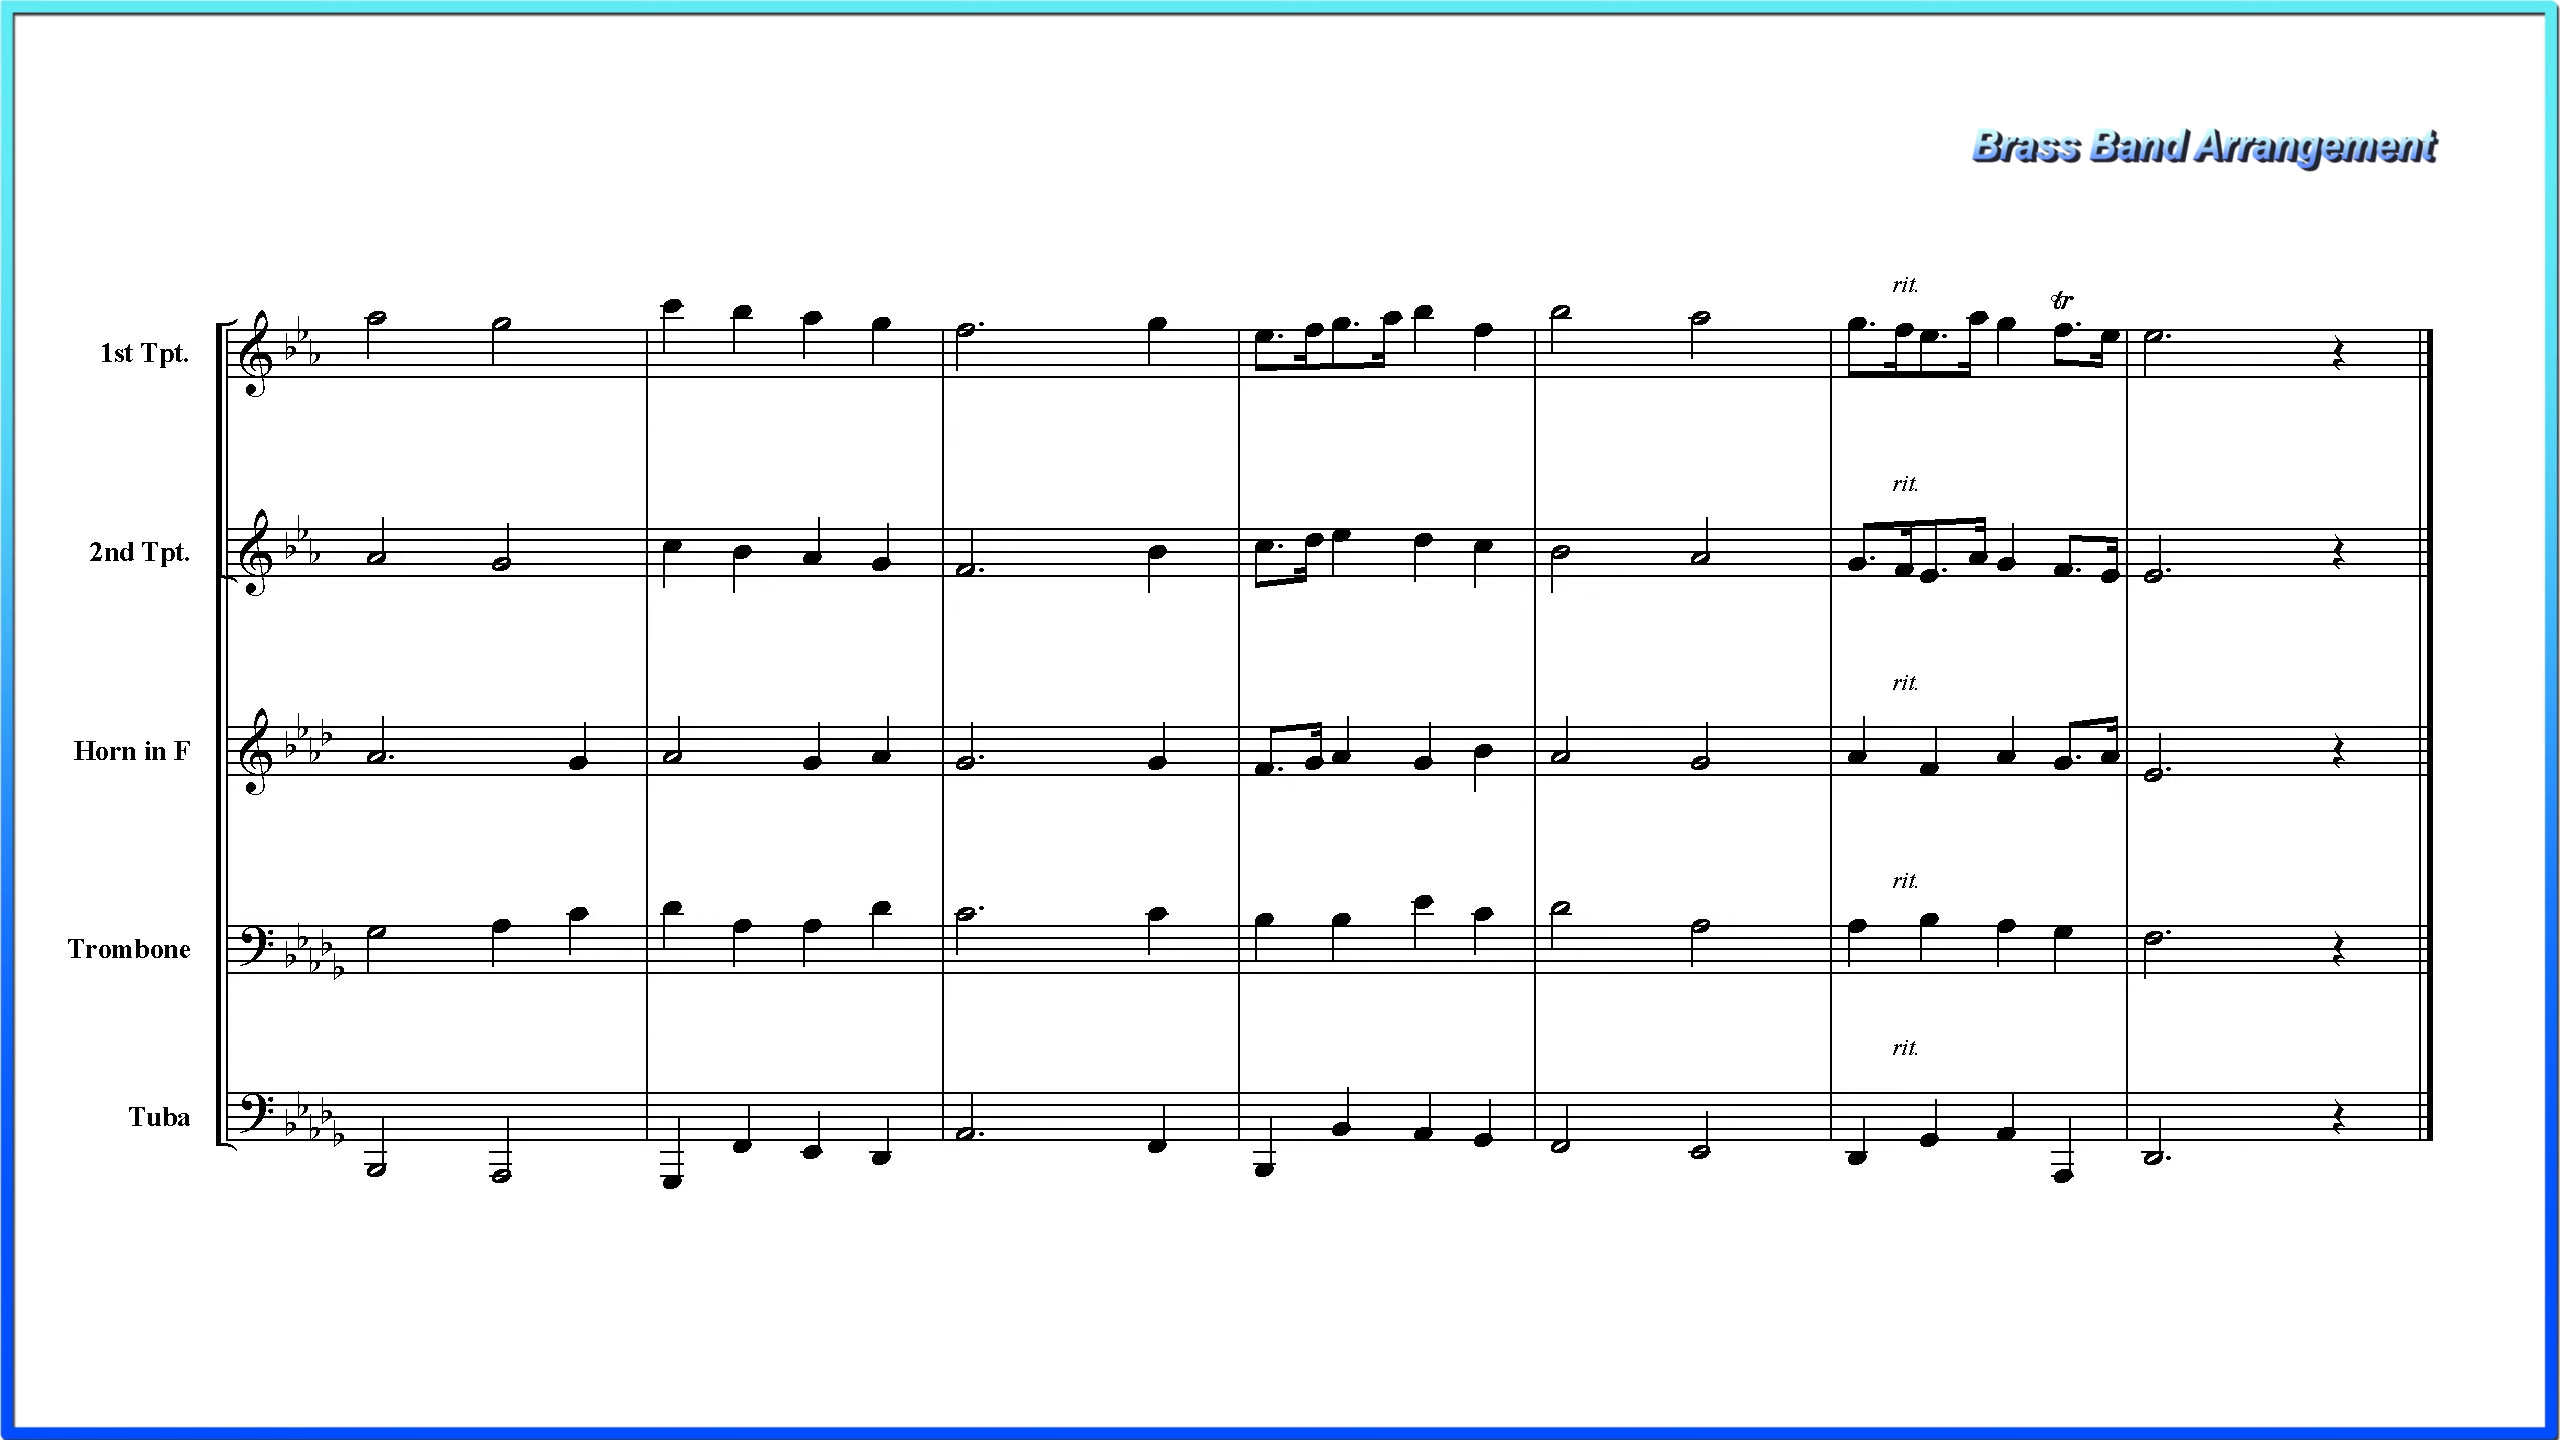 Brass Band Arrangement
rit.
tr
1st Tpt.
rit.
2nd Tpt.
rit.
Horn in F
rit.
Trombone
rit.
Tuba